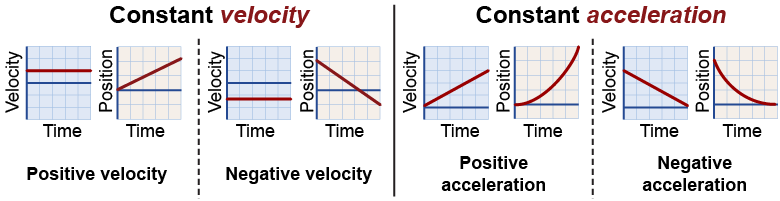 Constant velocity
Constant acceleration
Velocity
Time
Position
Time
Velocity
Time
Position
Time
Velocity
Time
Position
Time
Velocity
Time
Position
Time
Positive velocity
Negative velocity
Positive
acceleration
Negative
acceleration